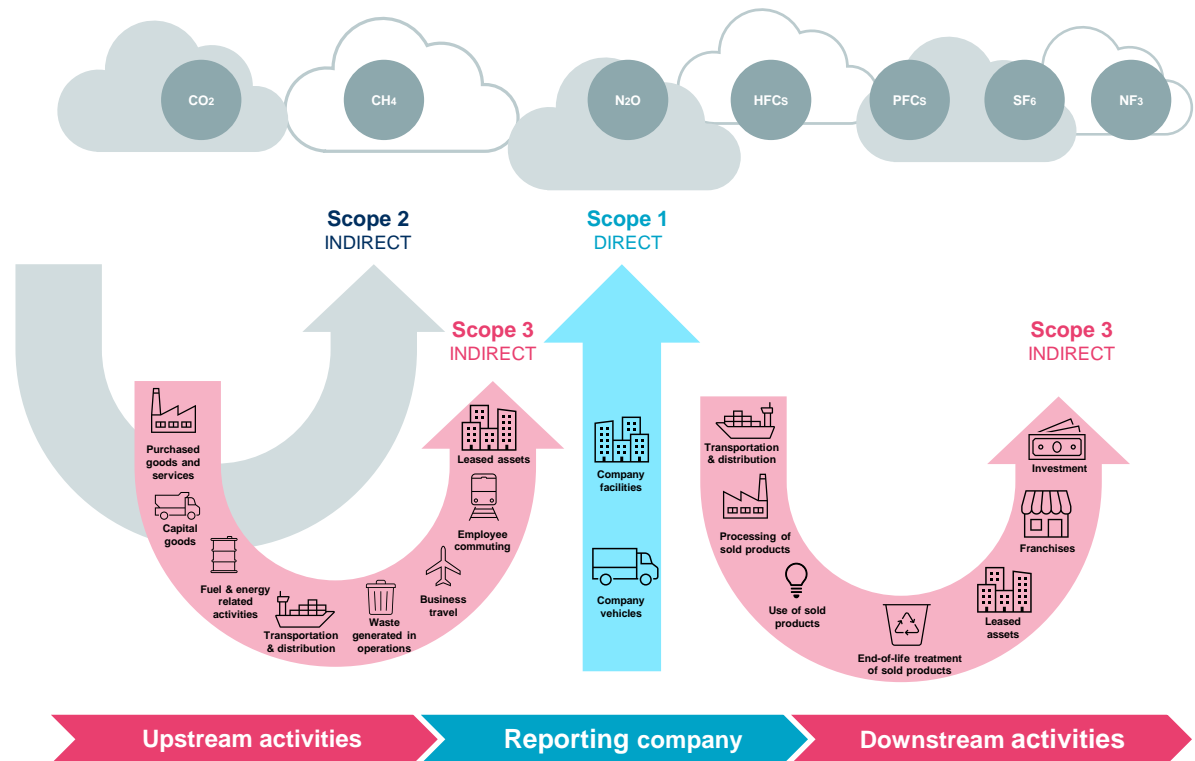 CO2
CH4
N2O
HFCs
PFCs
SF6
NF3
Scope 2
INDIRECT
Scope 1
DIRECT
Scope 3
INDIRECT
Scope 3
INDIRECT
Purchased
goods and
services
Capital
goods
Fuel & energy
related
activities
Transportation
& distribution
Waste
generated in
operations
Business
travel
Employee
commuting
Leased assets
Company
facilities
Company
vehicles
Transportation
& distribution
Processing of
sold products
Use of sold
products
End-of-life treatment
of sold products
Leased
assets
Franchises
Investment
Upstream activities
Reporting company
Downstream activities